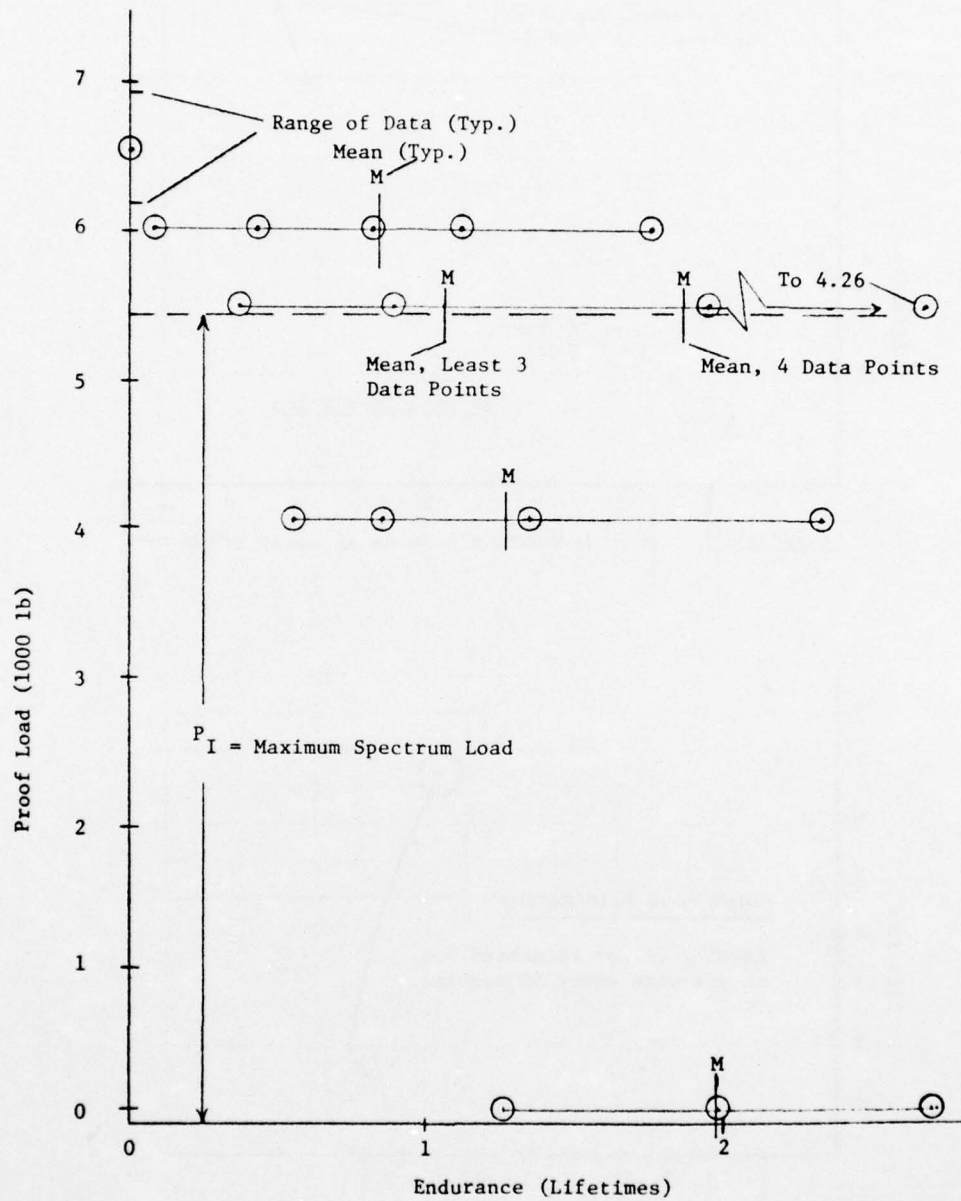 7
Range of Data (Typ.)
Mean (Typ.)
M
6
M
M
To 4.26
Mean, Least 3
Data Points
Mean, 4 Data Points
5
M
4
Proof Load (1000 lb)
3
P I = Maximum Spectrum Load
2
1
M
0
0
1
2
Endurance (Lifetimes)